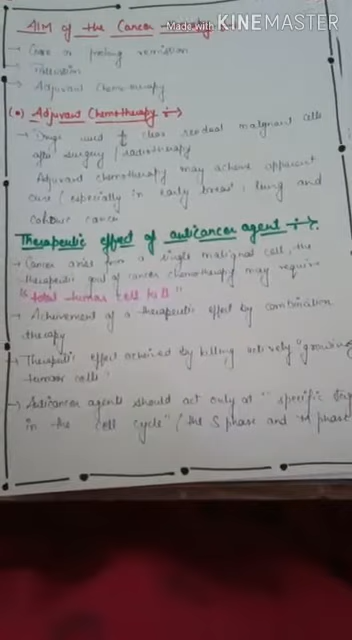 Made with KINEMASTER
AIM of the Cancer
→ Cure or prolong remission
→ Palliation
→ Adjuvant Chemotherapy
(•) Adjuvant Chemotherapy :→
→ Drugs used to clear residual malignant cells
after surgery / radiotherapy
Adjuvant chemotherapy may achieve apparent
cure (especially in early breast, lung and
colonic cancer
Therapeutic effect of anticancer agent :→
→ Cancer arises from a single malignant cell, the
therapeutic goal of cancer chemotherapy may require
"total tumor cell kill"
→ Achievement of a therapeutic effect by combination
therapy
→ Therapeutic effect achieved by killing actively "growing
tumor cells"
→ Anticancer agents should act only at "specific
in the cell cycle" (the S phase and M phase